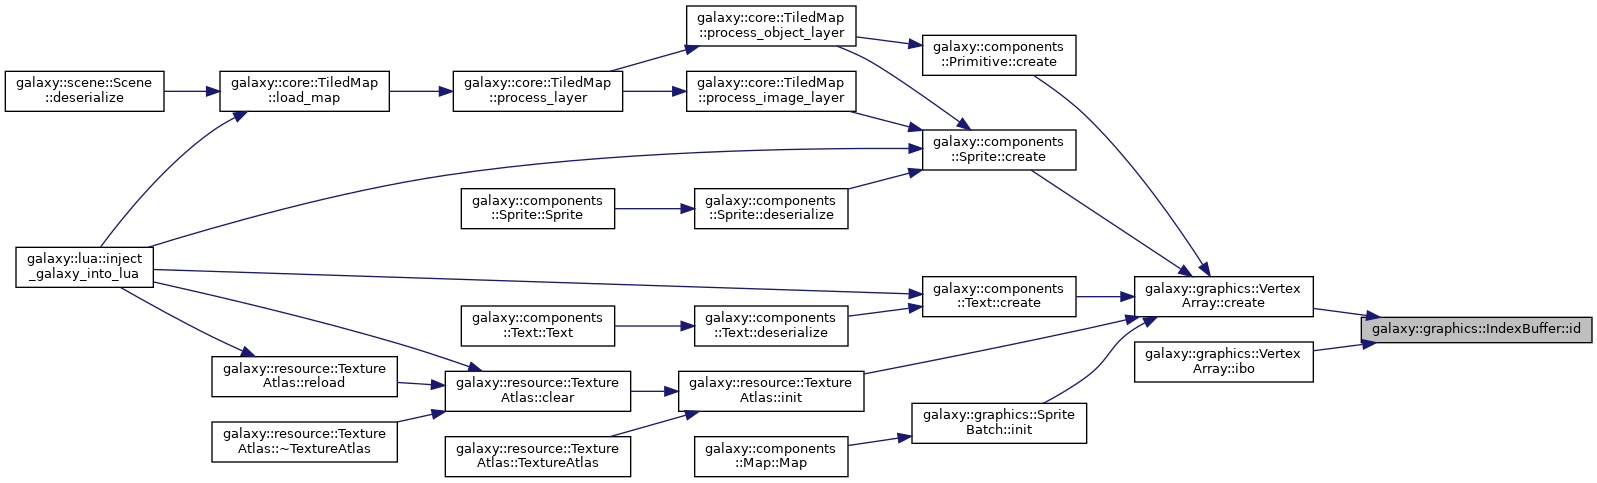 galaxy::core::TiledMap
::process_object_layer
galaxy::components
::Primitive::create
galaxy::scene::Scene
::deserialize
galaxy::core::TiledMap
::load_map
galaxy::core::TiledMap
::process_layer
galaxy::core::TiledMap
::process_image_layer
galaxy::components
::Sprite::create
galaxy::components
::Sprite::Sprite
galaxy::components
::Sprite::deserialize
galaxy::lua::inject
_galaxy_into_lua
galaxy::components
::Text::create
galaxy::graphics::Vertex
Array::create
galaxy::graphics::IndexBuffer::id
galaxy::components
::Text::Text
galaxy::components
::Text::deserialize
galaxy::graphics::Vertex
Array::ibo
galaxy::resource::Texture
Atlas::reload
galaxy::resource::Texture
Atlas::clear
galaxy::resource::Texture
Atlas::init
galaxy::graphics::Sprite
Batch::init
galaxy::resource::Texture
Atlas::~TextureAtlas
galaxy::resource::Texture
Atlas::TextureAtlas
galaxy::components
::Map::Map